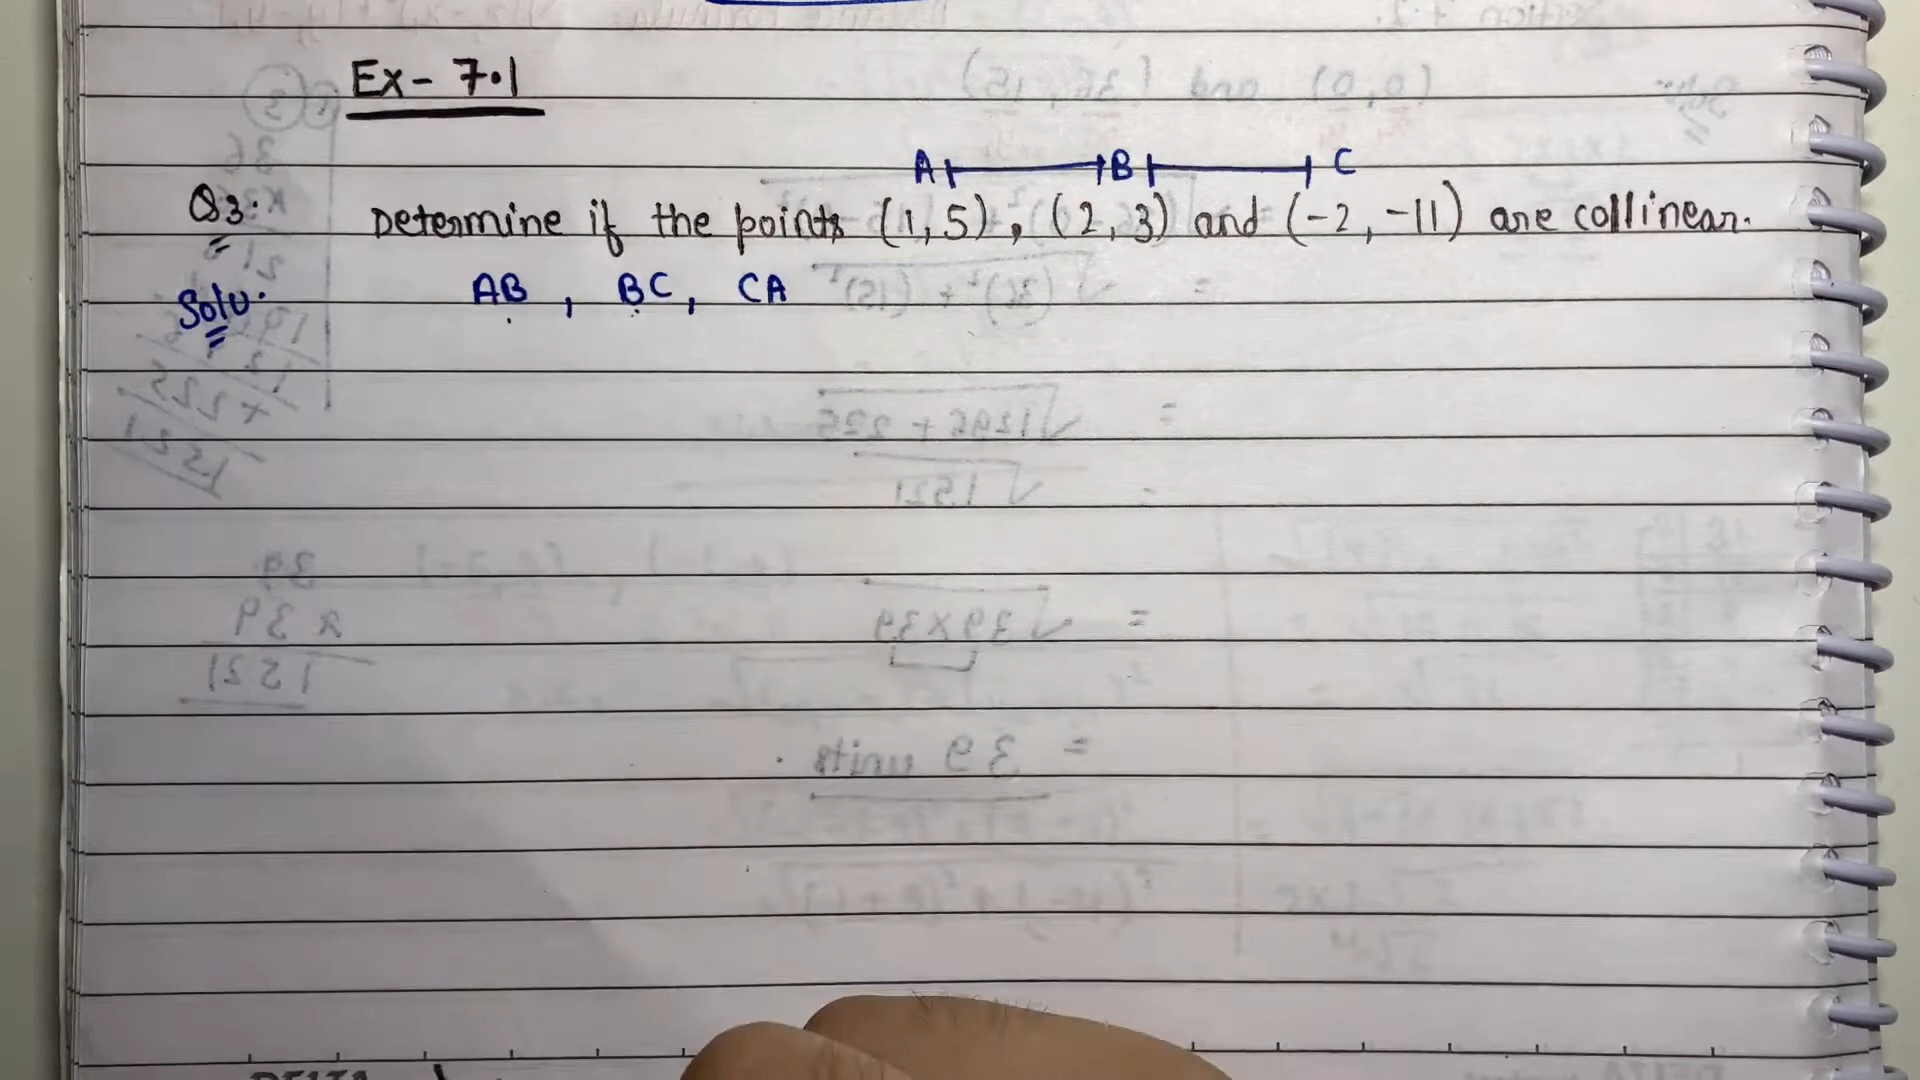 Ex- 7.1
A B C
Q3. Determine if the points (1,5), (2,3) and (-2,-11) are collinear.
Solu. AB, BC, CA